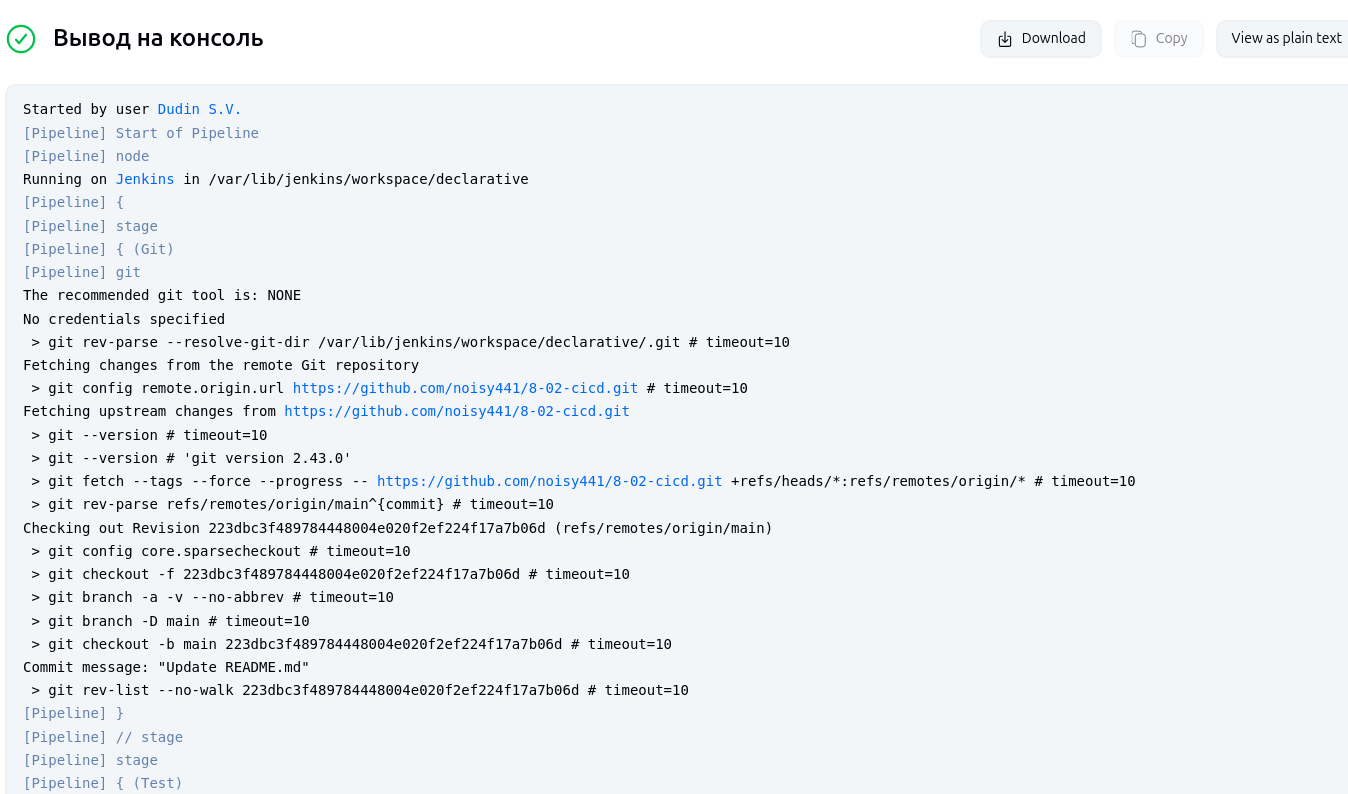 Вывод на консоль
Download
Copy
View as plain text
Started by user Dudin S.V.
[Pipeline] Start of Pipeline
[Pipeline] node
Running on Jenkins in /var/lib/jenkins/workspace/declarative
[Pipeline] {
[Pipeline] stage
[Pipeline] { (Git)
[Pipeline] git
The recommended git tool is: NONE
No credentials specified
 > git rev-parse --resolve-git-dir /var/lib/jenkins/workspace/declarative/.git # timeout=10
Fetching changes from the remote Git repository
 > git config remote.origin.url https://github.com/noisy441/8-02-cicd.git # timeout=10
Fetching upstream changes from https://github.com/noisy441/8-02-cicd.git
 > git --version # timeout=10
 > git --version # 'git version 2.43.0'
 > git fetch --tags --force --progress -- https://github.com/noisy441/8-02-cicd.git +refs/heads/*:refs/remotes/origin/* # timeout=10
 > git rev-parse refs/remotes/origin/main^{commit} # timeout=10
Checking out Revision 223dbc3f489784448004e020f2ef224f17a7b06d (refs/remotes/origin/main)
 > git config core.sparsecheckout # timeout=10
 > git checkout -f 223dbc3f489784448004e020f2ef224f17a7b06d # timeout=10
 > git branch -a -v --no-abbrev # timeout=10
 > git branch -D main # timeout=10
 > git checkout -b main 223dbc3f489784448004e020f2ef224f17a7b06d # timeout=10
Commit message: "Update README.md"
 > git rev-list --no-walk 223dbc3f489784448004e020f2ef224f17a7b06d # timeout=10
[Pipeline] }
[Pipeline] // stage
[Pipeline] stage
[Pipeline] { (Test)